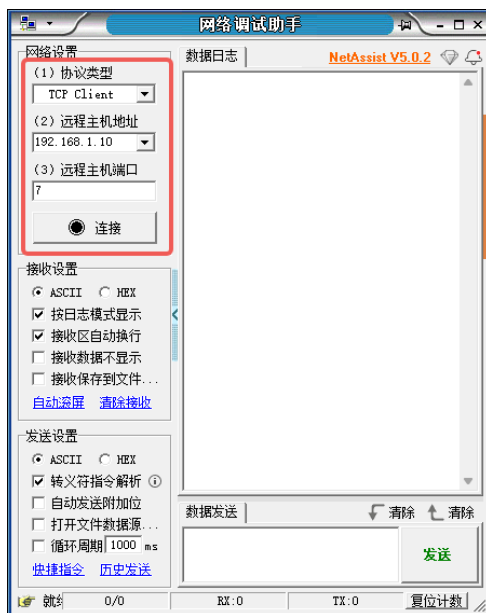 网络调试助手
网络设置
(1) 协议类型
TCP Client
(2) 远程主机地址
192.168.1.10
(3) 远程主机端口
7
连接
接收设置
ASCII HEX
按日志模式显示
接收区自动换行
接收数据不显示
接收保存到文件...
自动滚屏 清除接收
发送设置
ASCII HEX
转义符指令解析
自动发送附加位
打开文件数据源...
循环周期 1000 ms
快捷指令 历史发送
数据日志 NetAssist V5.0.2
数据发送 清除 清除
发送
0/0 RX:0 TX:0 复位计数